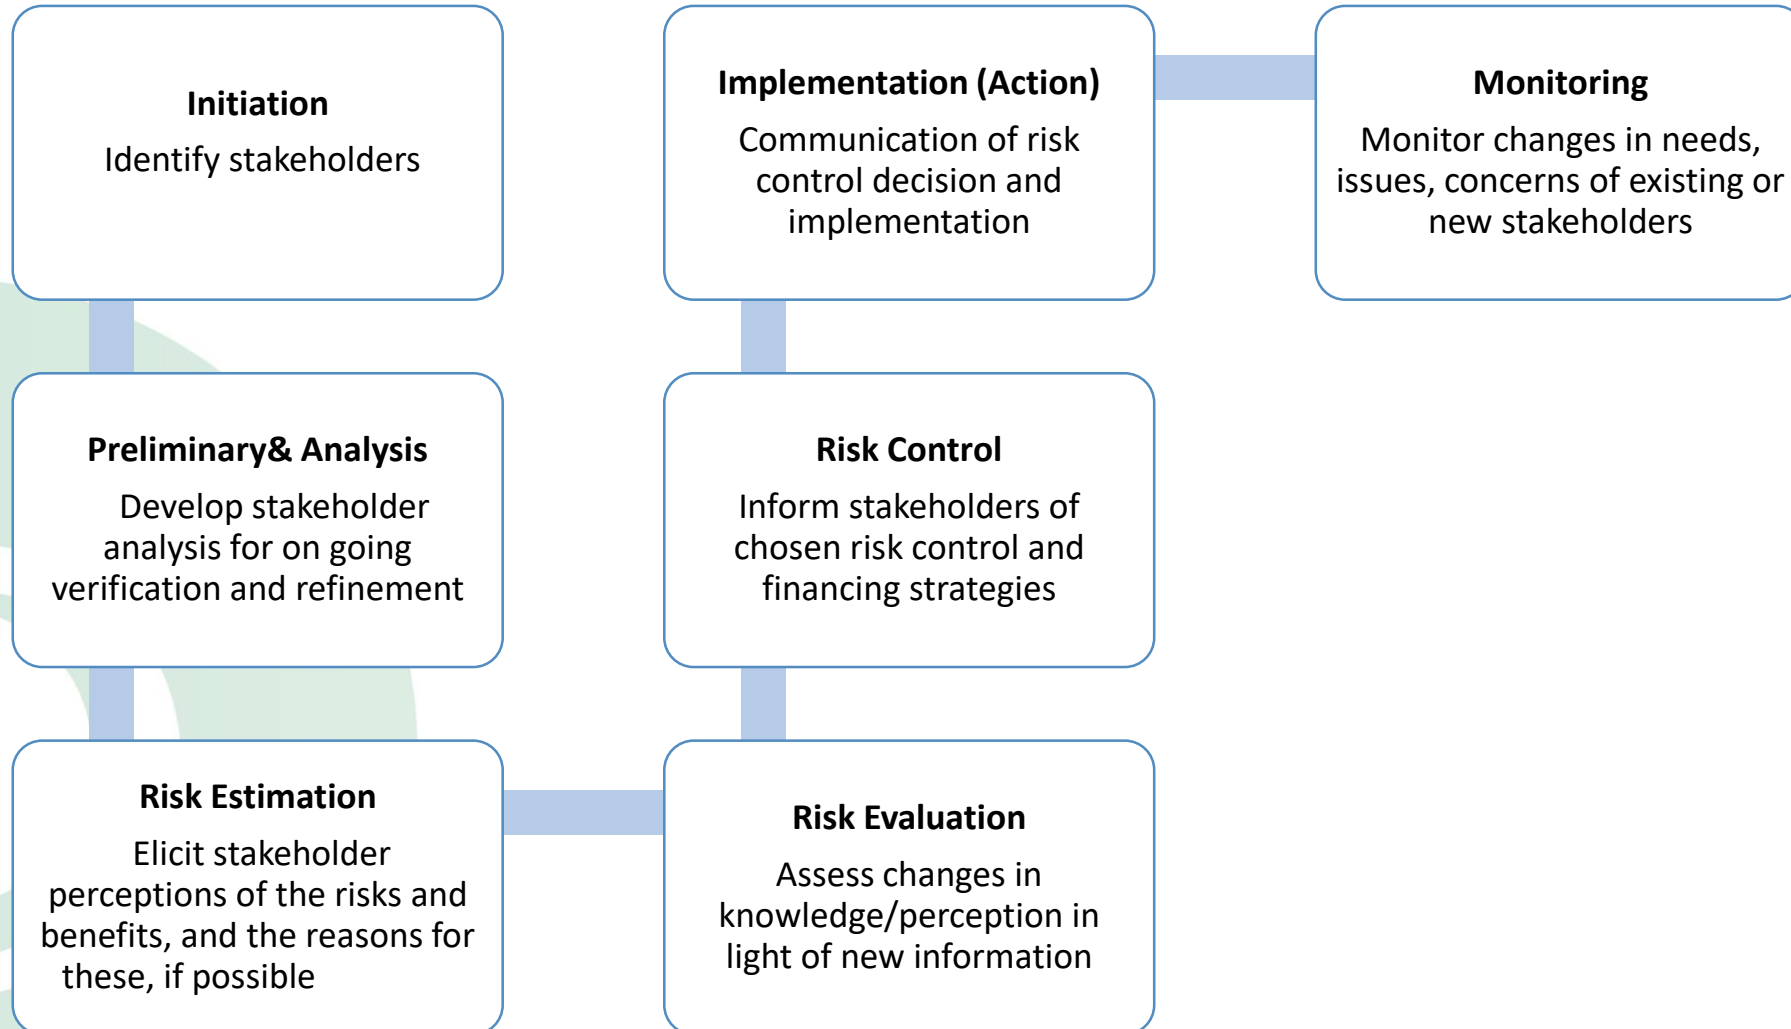 Initiation
Identify stakeholders
Preliminary& Analysis
Develop stakeholder
analysis for on going
verification and refinement
Risk Estimation
Elicit stakeholder
perceptions of the risks and
benefits, and the reasons for
these, if possible
Risk Evaluation
Assess changes in
knowledge/perception in
light of new information
Risk Control
Inform stakeholders of
chosen risk control and
financing strategies
Implementation (Action)
Communication of risk
control decision and
implementation
Monitoring
Monitor changes in needs,
issues, concerns of existing or
new stakeholders